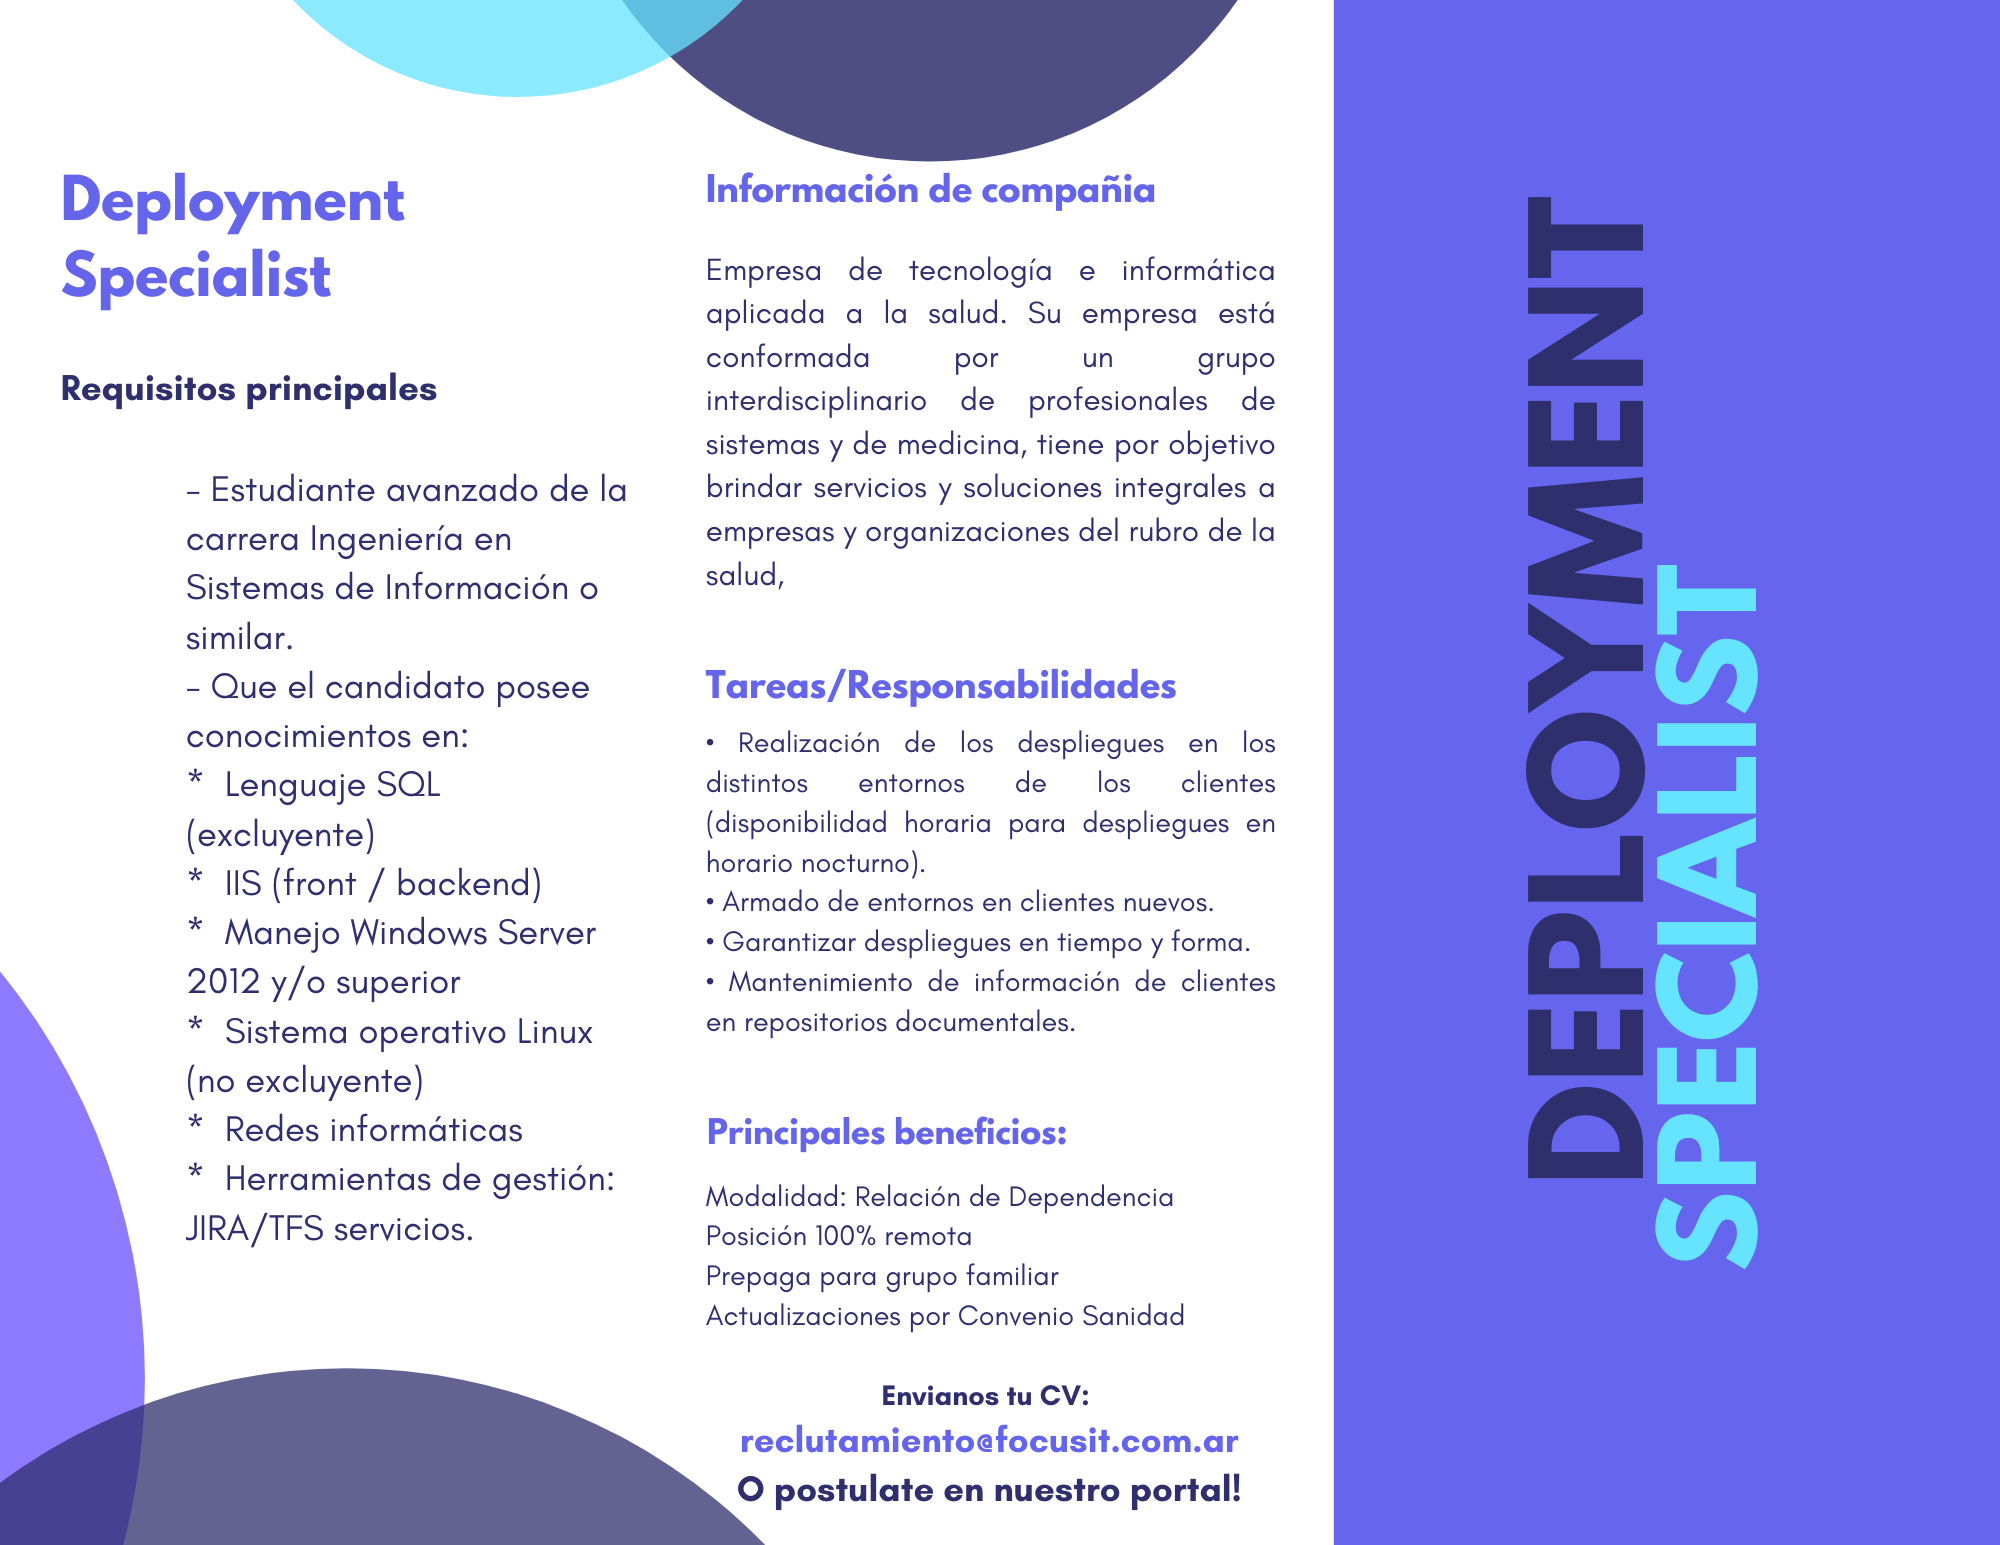 Deployment
Specialist
Requisitos principales
- Estudiante avanzado de la
carrera Ingeniería en
Sistemas de Información o
similar.
- Que el candidato posee
conocimientos en:
*  Lenguaje SQL
(excluyente)
*  IIS (front / backend)
*  Manejo Windows Server
2012 y/o superior
*  Sistema operativo Linux
(no excluyente)
*  Redes informáticas
*  Herramientas de gestión:
JIRA/TFS servicios.
Información de compañia
Empresa de tecnología e informática
aplicada a la salud. Su empresa está
conformada por un grupo
interdisciplinario de profesionales de
sistemas y de medicina, tiene por objetivo
brindar servicios y soluciones integrales a
empresas y organizaciones del rubro de la
salud,
Tareas/Responsabilidades
• Realización de los despliegues en los
distintos entornos de los clientes
(disponibilidad horaria para despliegues en
horario nocturno).
• Armado de entornos en clientes nuevos.
• Garantizar despliegues en tiempo y forma.
• Mantenimiento de información de clientes
en repositorios documentales.
Principales beneficios:
Modalidad: Relación de Dependencia
Posición 100% remota
Prepaga para grupo familiar
Actualizaciones por Convenio Sanidad
Envianos tu CV:
reclutamiento@focusit.com.ar
O postulate en nuestro portal!
DEPLOYMENT
SPECIALIST